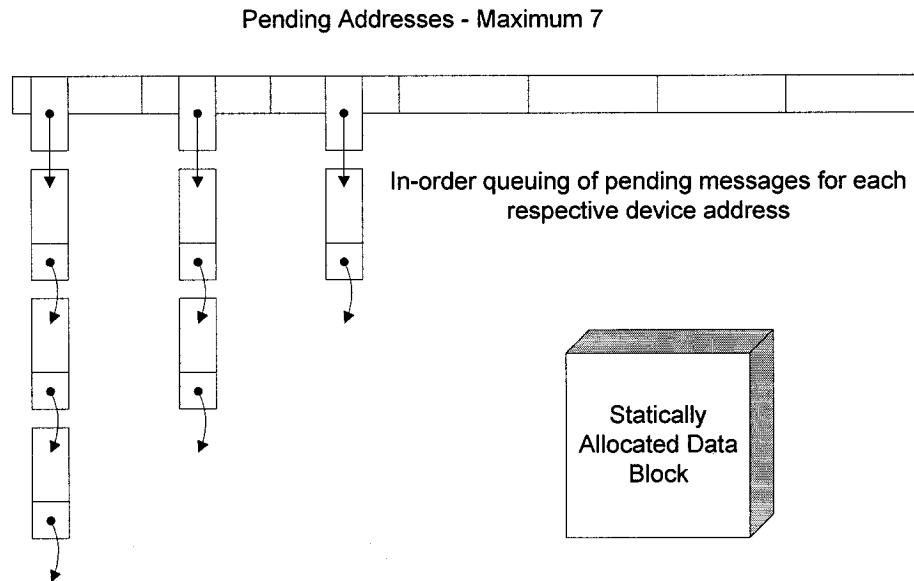 Pending Addresses - Maximum 7
In-order queuing of pending messages for each
respective device address
Statically
Allocated Data
Block